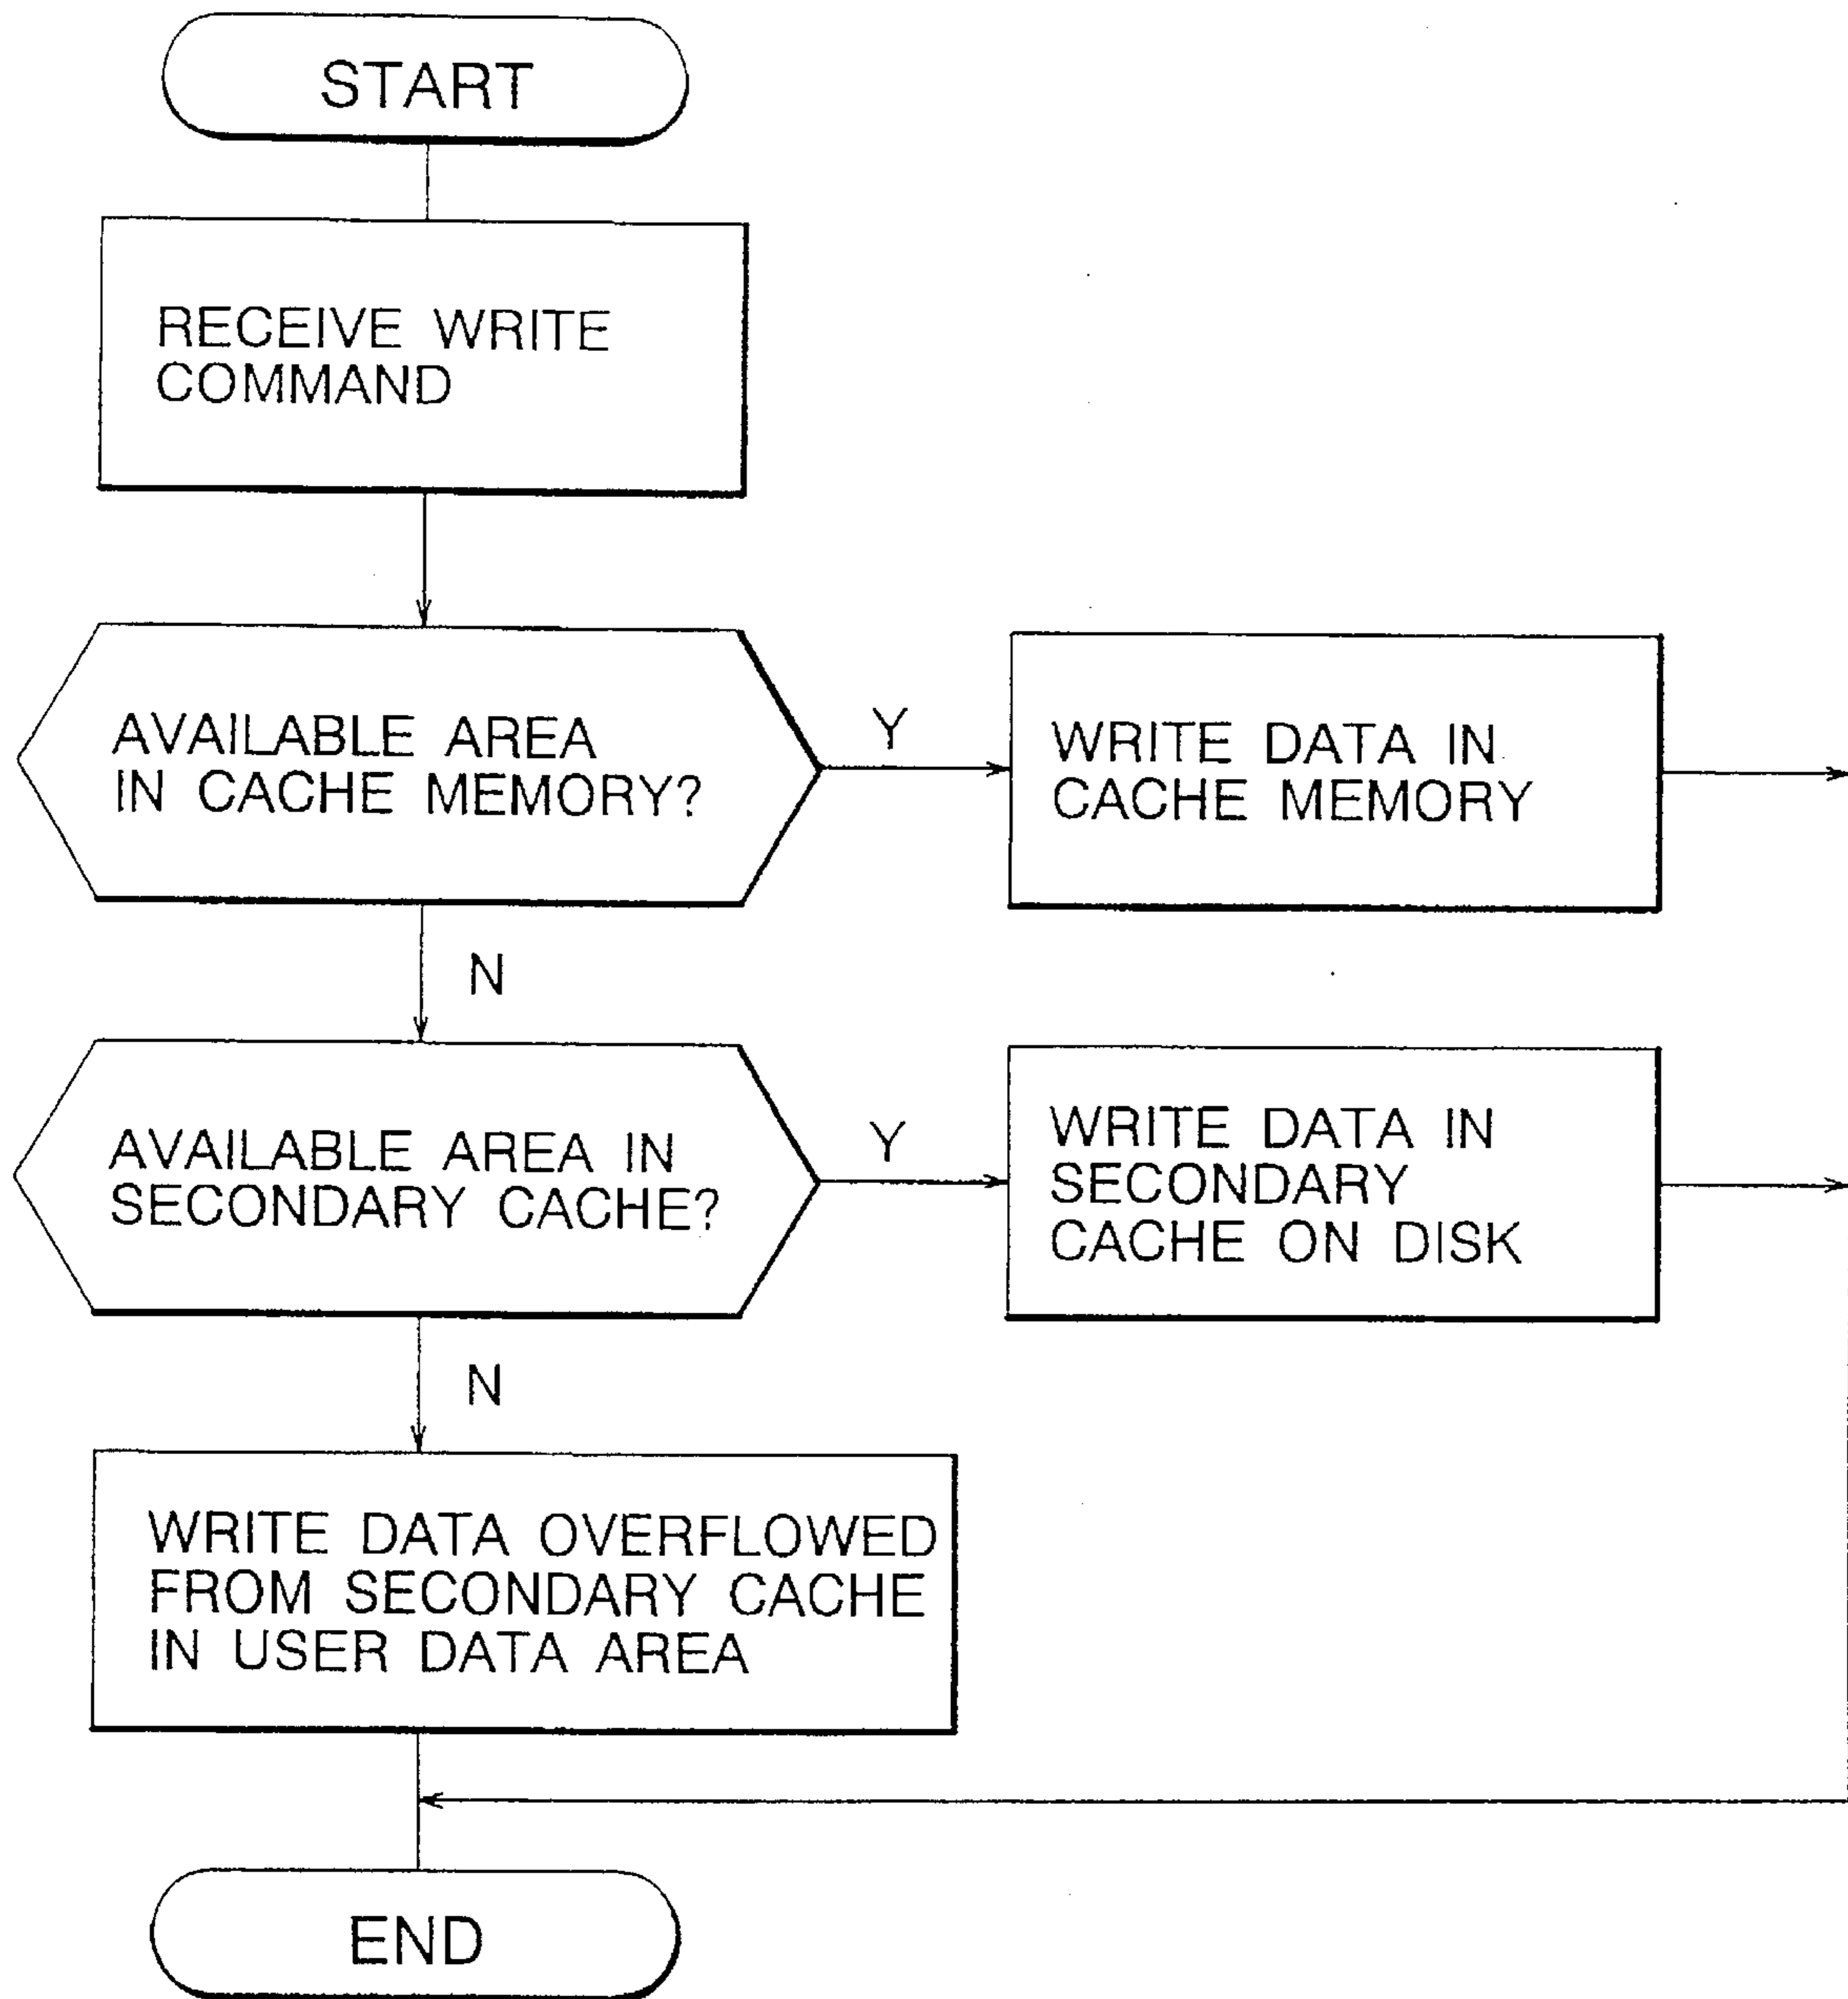 START
RECEIVE WRITE
COMMAND
AVAILABLE AREA
IN CACHE MEMORY?
Y
WRITE DATA IN
CACHE MEMORY
N
AVAILABLE AREA IN
SECONDARY CACHE?
Y
WRITE DATA IN
SECONDARY
CACHE ON DISK
N
WRITE DATA OVERFLOWED
FROM SECONDARY CACHE
IN USER DATA AREA
END